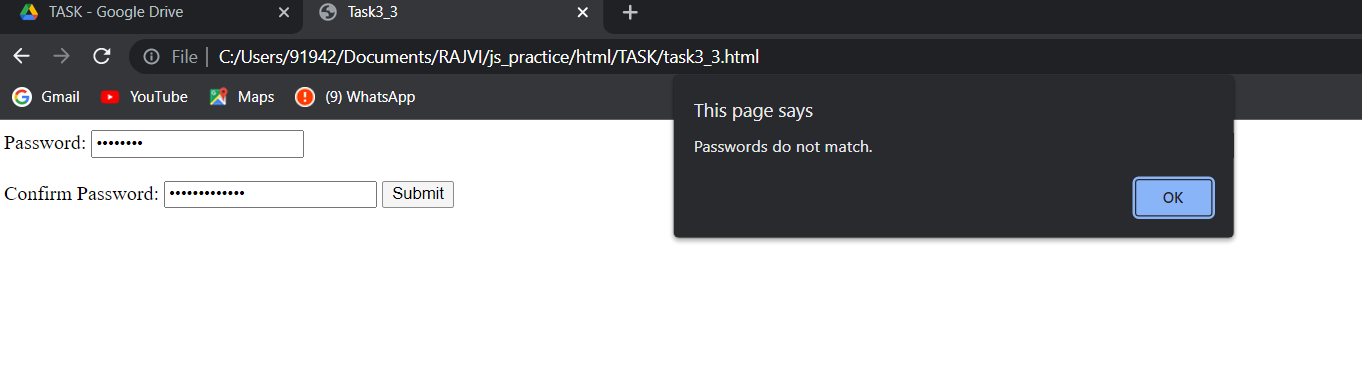 TASK - Google Drive
Task3_3
File | C:/Users/91942/Documents/RAJVI/js_practice/html/TASK/task3_3.html
Gmail YouTube Maps (9) WhatsApp
This page says
Passwords do not match.
OK
Password: ••••••••
Confirm Password: ••••••••••••• Submit